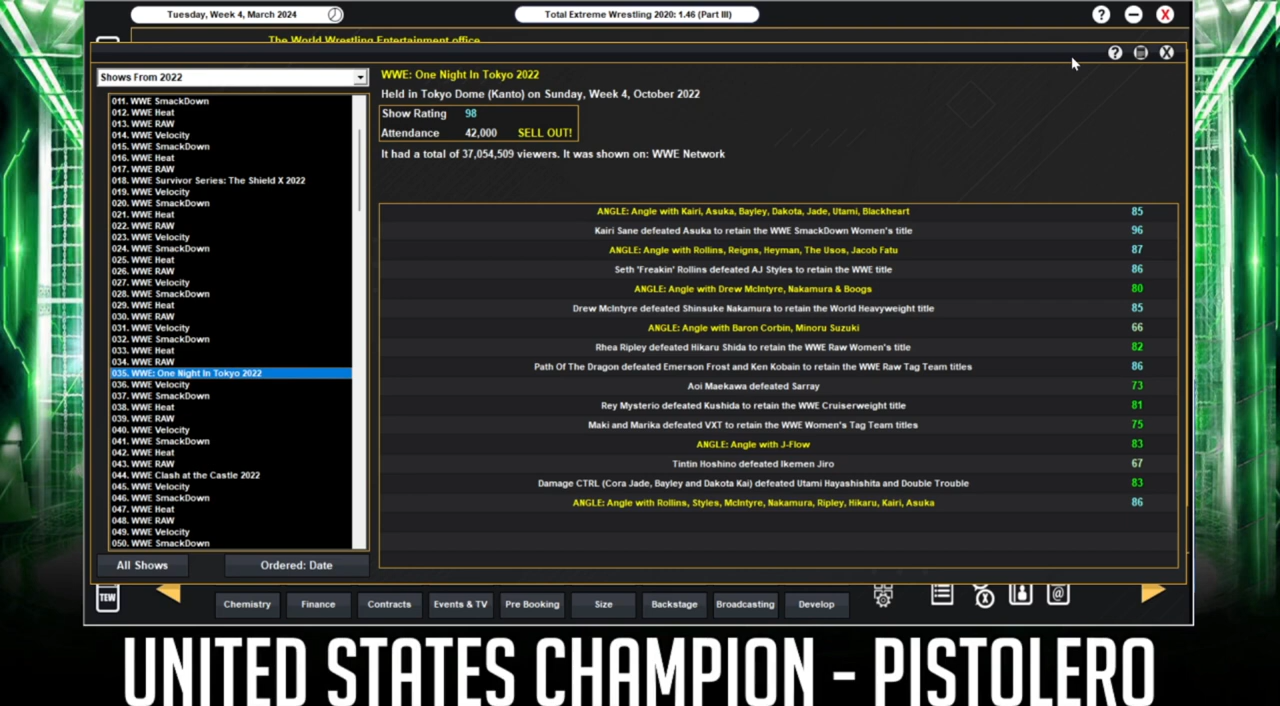 Tuesday, Week 4, March 2024
Total Extreme Wrestling 2020: 1.46 (Part III)
?
X
The World Wrestling Entertainment office
?
X
Shows From 2022
011. WWE SmackDown
012. WWE Heat
013. WWE RAW
014. WWE Velocity
015. WWE SmackDown
016. WWE Heat
017. WWE RAW
018. WWE Survivor Series: The Shield X 2022
019. WWE Velocity
020. WWE SmackDown
021. WWE Heat
022. WWE RAW
023. WWE Velocity
024. WWE SmackDown
025. WWE Heat
026. WWE RAW
027. WWE Velocity
028. WWE SmackDown
029. WWE Heat
030. WWE RAW
031. WWE Velocity
032. WWE SmackDown
033. WWE Heat
034. WWE RAW
035. WWE: One Night In Tokyo 2022
036. WWE Velocity
037. WWE SmackDown
038. WWE Heat
039. WWE RAW
040. WWE Velocity
041. WWE SmackDown
042. WWE Heat
043. WWE RAW
044. WWE Clash at the Castle 2022
045. WWE Velocity
046. WWE SmackDown
047. WWE Heat
048. WWE RAW
049. WWE Velocity
050. WWE SmackDown
All Shows
Ordered: Date
WWE: One Night In Tokyo 2022
Held in Tokyo Dome (Kanto) on Sunday, Week 4, October 2022
Show Rating 98
Attendance 42,000 SELL OUT!
It had a total of 37,054,509 viewers. It was shown on: WWE Network
ANGLE: Angle with Kairi, Asuka, Bayley, Dakota, Jade, Utami, Blackheart 85
Kairi Sane defeated Asuka to retain the WWE SmackDown Women's title 96
ANGLE: Angle with Rollins, Reigns, Heyman, The Usos, Jacob Fatu 87
Seth 'Freakin' Rollins defeated AJ Styles to retain the WWE title 86
ANGLE: Angle with Drew McIntyre, Nakamura & Boogs 80
Drew McIntyre defeated Shinsuke Nakamura to retain the World Heavyweight title 85
ANGLE: Angle with Baron Corbin, Minoru Suzuki 66
Rhea Ripley defeated Hikaru Shida to retain the WWE Raw Women's title 82
Path Of The Dragon defeated Emerson Frost and Ken Kobain to retain the WWE Raw Tag Team titles 86
Aoi Maekawa defeated Sarray 73
Rey Mysterio defeated Kushida to retain the WWE Cruiserweight title 81
Maki and Marika defeated VXT to retain the WWE Women's Tag Team titles 75
ANGLE: Angle with J-Flow 83
Tintin Hoshino defeated Ikemen Jiro 67
Damage CTRL (Cora Jade, Bayley and Dakota Kai) defeated Utami Hayashishita and Double Trouble 83
ANGLE: Angle with Rollins, Styles, McIntyre, Nakamura, Ripley, Hikaru, Kairi, Asuka 86
TEW
Chemistry
Finance
Contracts
Events & TV
Pre Booking
Size
Backstage
Broadcasting
Develop
X
@
UNITED STATES CHAMPION - PISTOLERO